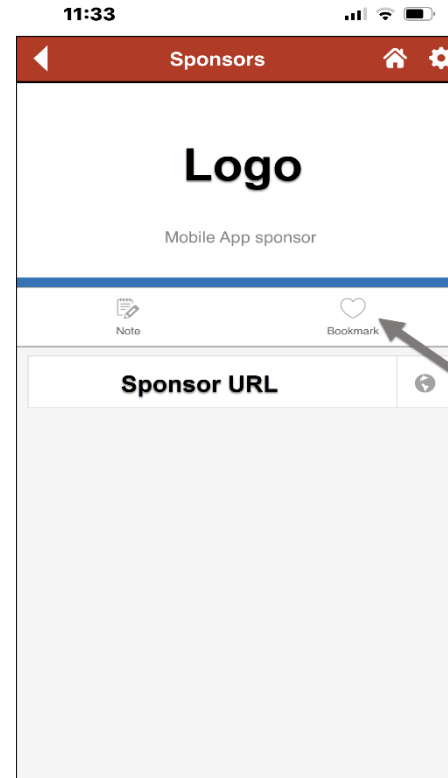 11:33
Sponsors
Logo
Mobile App sponsor
Note
Bookmark
Sponsor URL